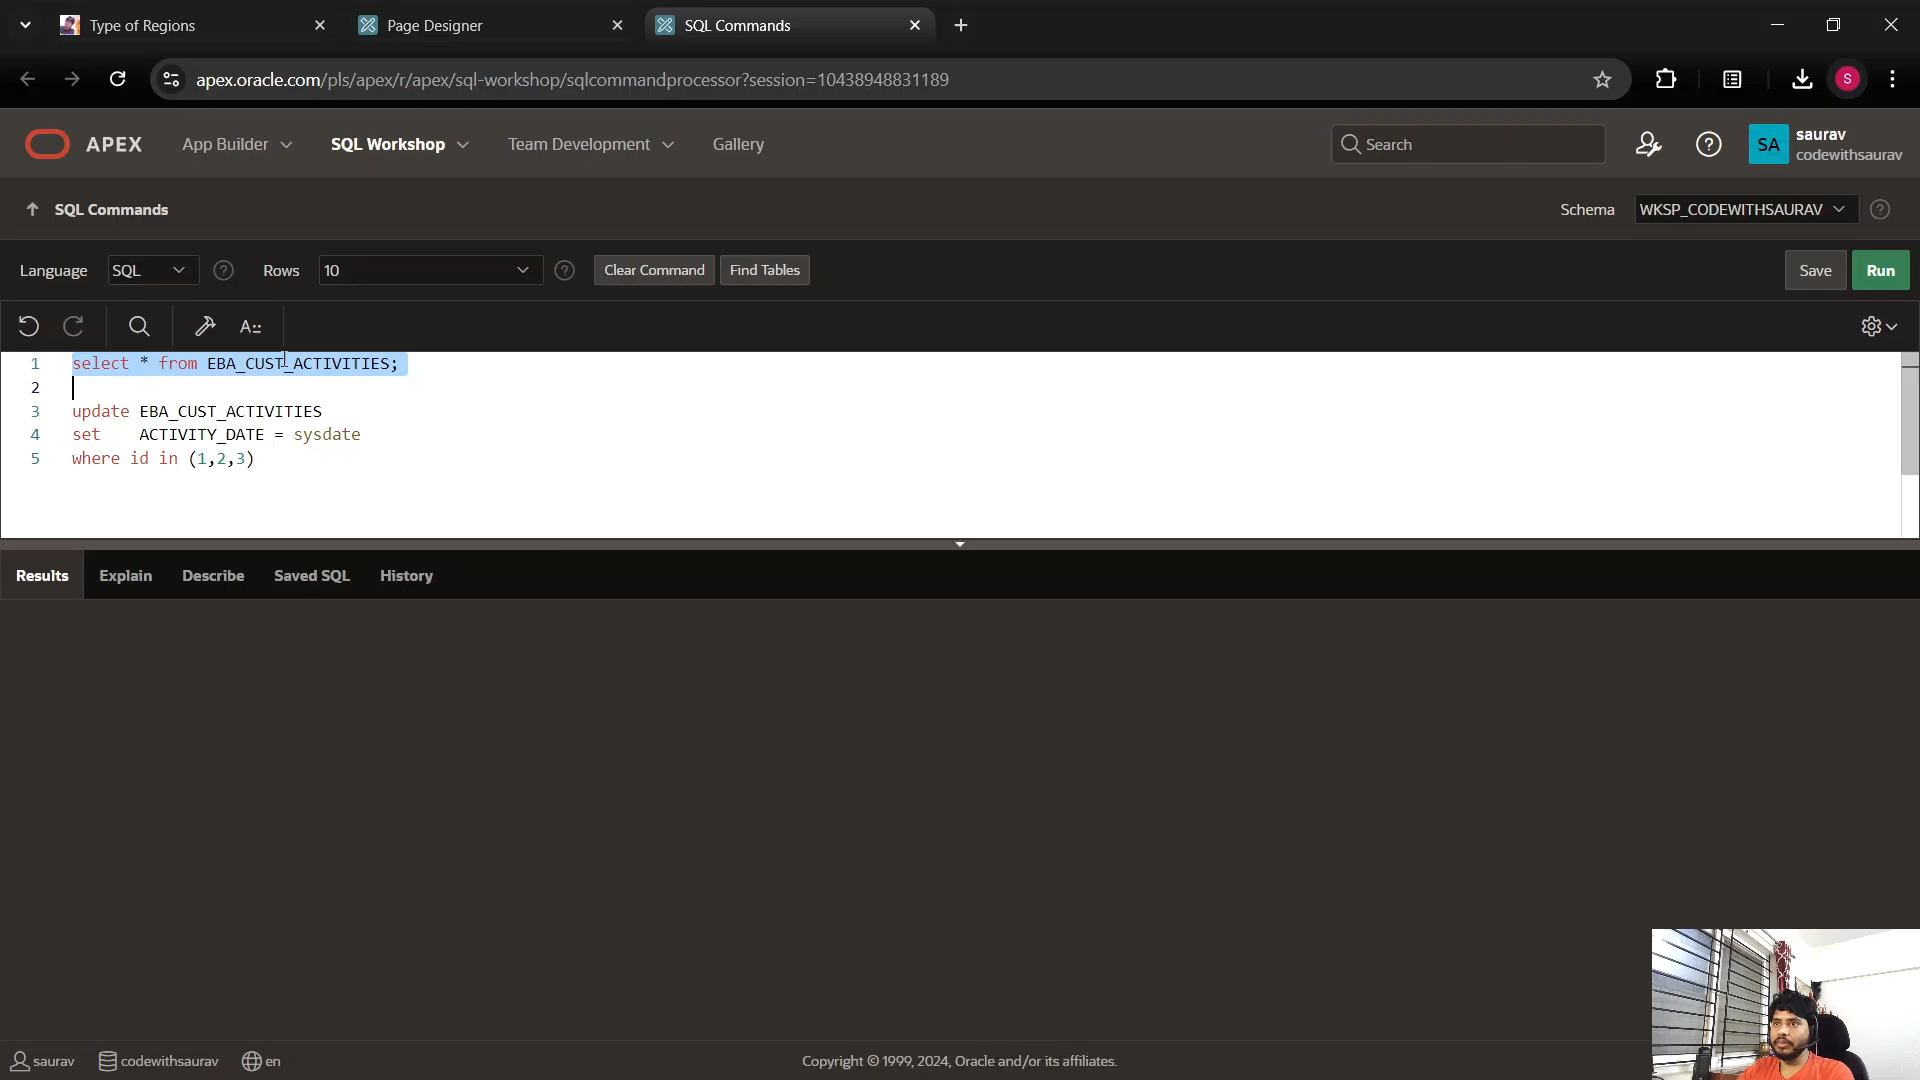 Type of Regions
Page Designer
SQL Commands
apex.oracle.com/pls/apex/r/apex/sql-workshop/sqlcommandprocessor?session=10438948831189
S
APEX
App Builder
SQL Workshop
Team Development
Gallery
Search
SA
saurav
codewithsaurav
SQL Commands
Schema
WKSP_CODEWITHSAURAV
Language
SQL
Rows
10
Clear Command
Find Tables
Save
Run
1 select * from EBA_CUST_ACTIVITIES;
2
3 update EBA_CUST_ACTIVITIES
4 set ACTIVITY_DATE = sysdate
5 where id in (1,2,3)
Results
Explain
Describe
Saved SQL
History
saurav
codewithsaurav
en
Copyright © 1999, 2024, Oracle and/or its affiliates.